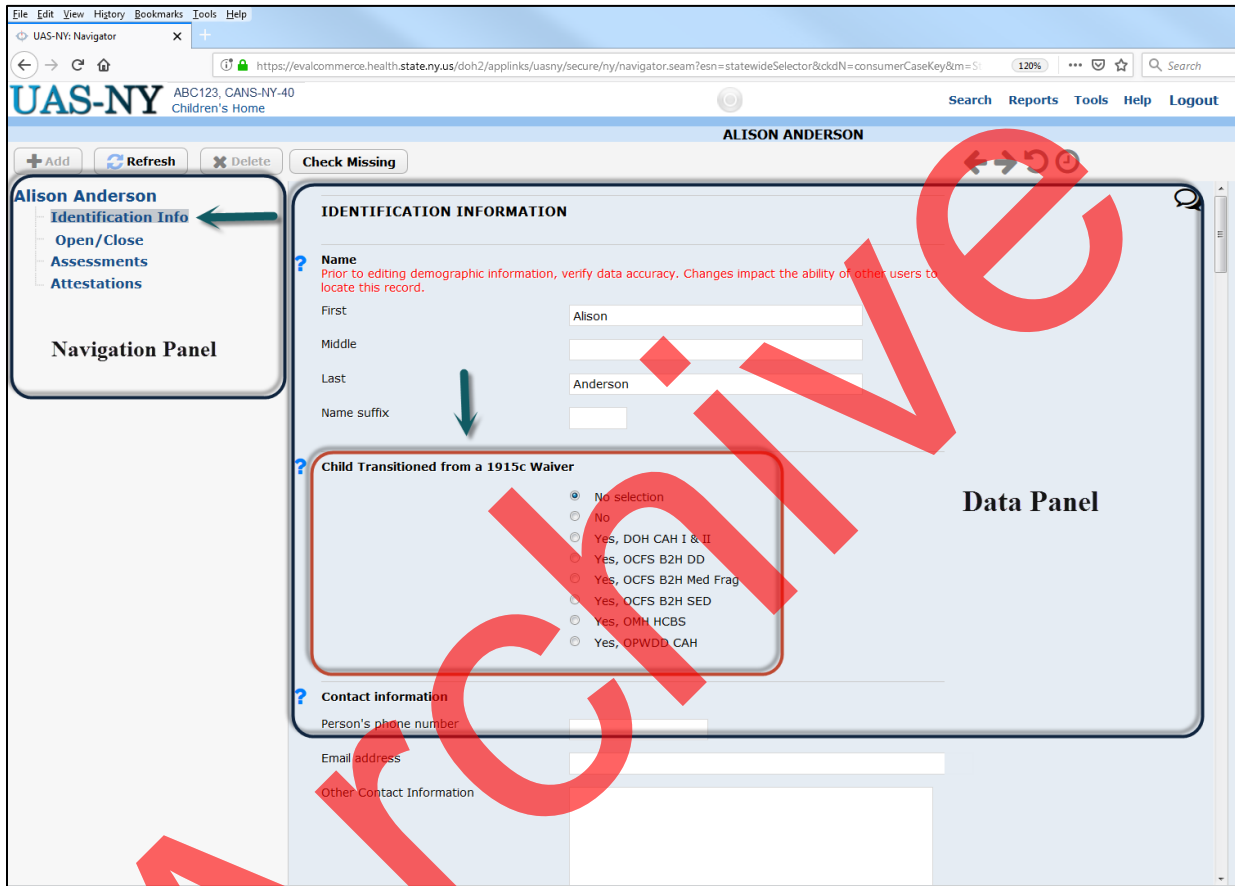 File Edit View History Bookmarks Tools Help
UAS-NY: Navigator
https://evalcommerce.health.state.ny.us/doh2/applinks/uasny/secure/ny/navigator.seam?esn=statewideSelector&ckdN=consumerCaseKey&m=St 120% Search
UAS-NY ABC123, CANS-NY-40
Children's Home
Search Reports Tools Help Logout
ALISON ANDERSON
Add Refresh Delete Check Missing
Alison Anderson
Identification Info
Open/Close
Assessments
Attestations
Navigation Panel
IDENTIFICATION INFORMATION
Name
Prior to editing demographic information, verify data accuracy. Changes impact the ability of other users to
locate this record.
First Alison
Middle
Last Anderson
Name suffix
Child Transitioned from a 1915c Waiver
No selection
No
Yes, DOH CAH I & II
Yes, OCFS B2H DD
Yes, OCFS B2H Med Frag
Yes, OCFS B2H SED
Yes, OMH HCBS
Yes, OPWDD CAH
Data Panel
Contact information
Person's phone number
Email address
Other Contact Information
Archive